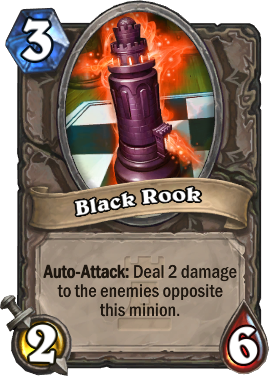 3
Black Rook
Auto-Attack: Deal 2 damage
to the enemies opposite
this minion.
2
6